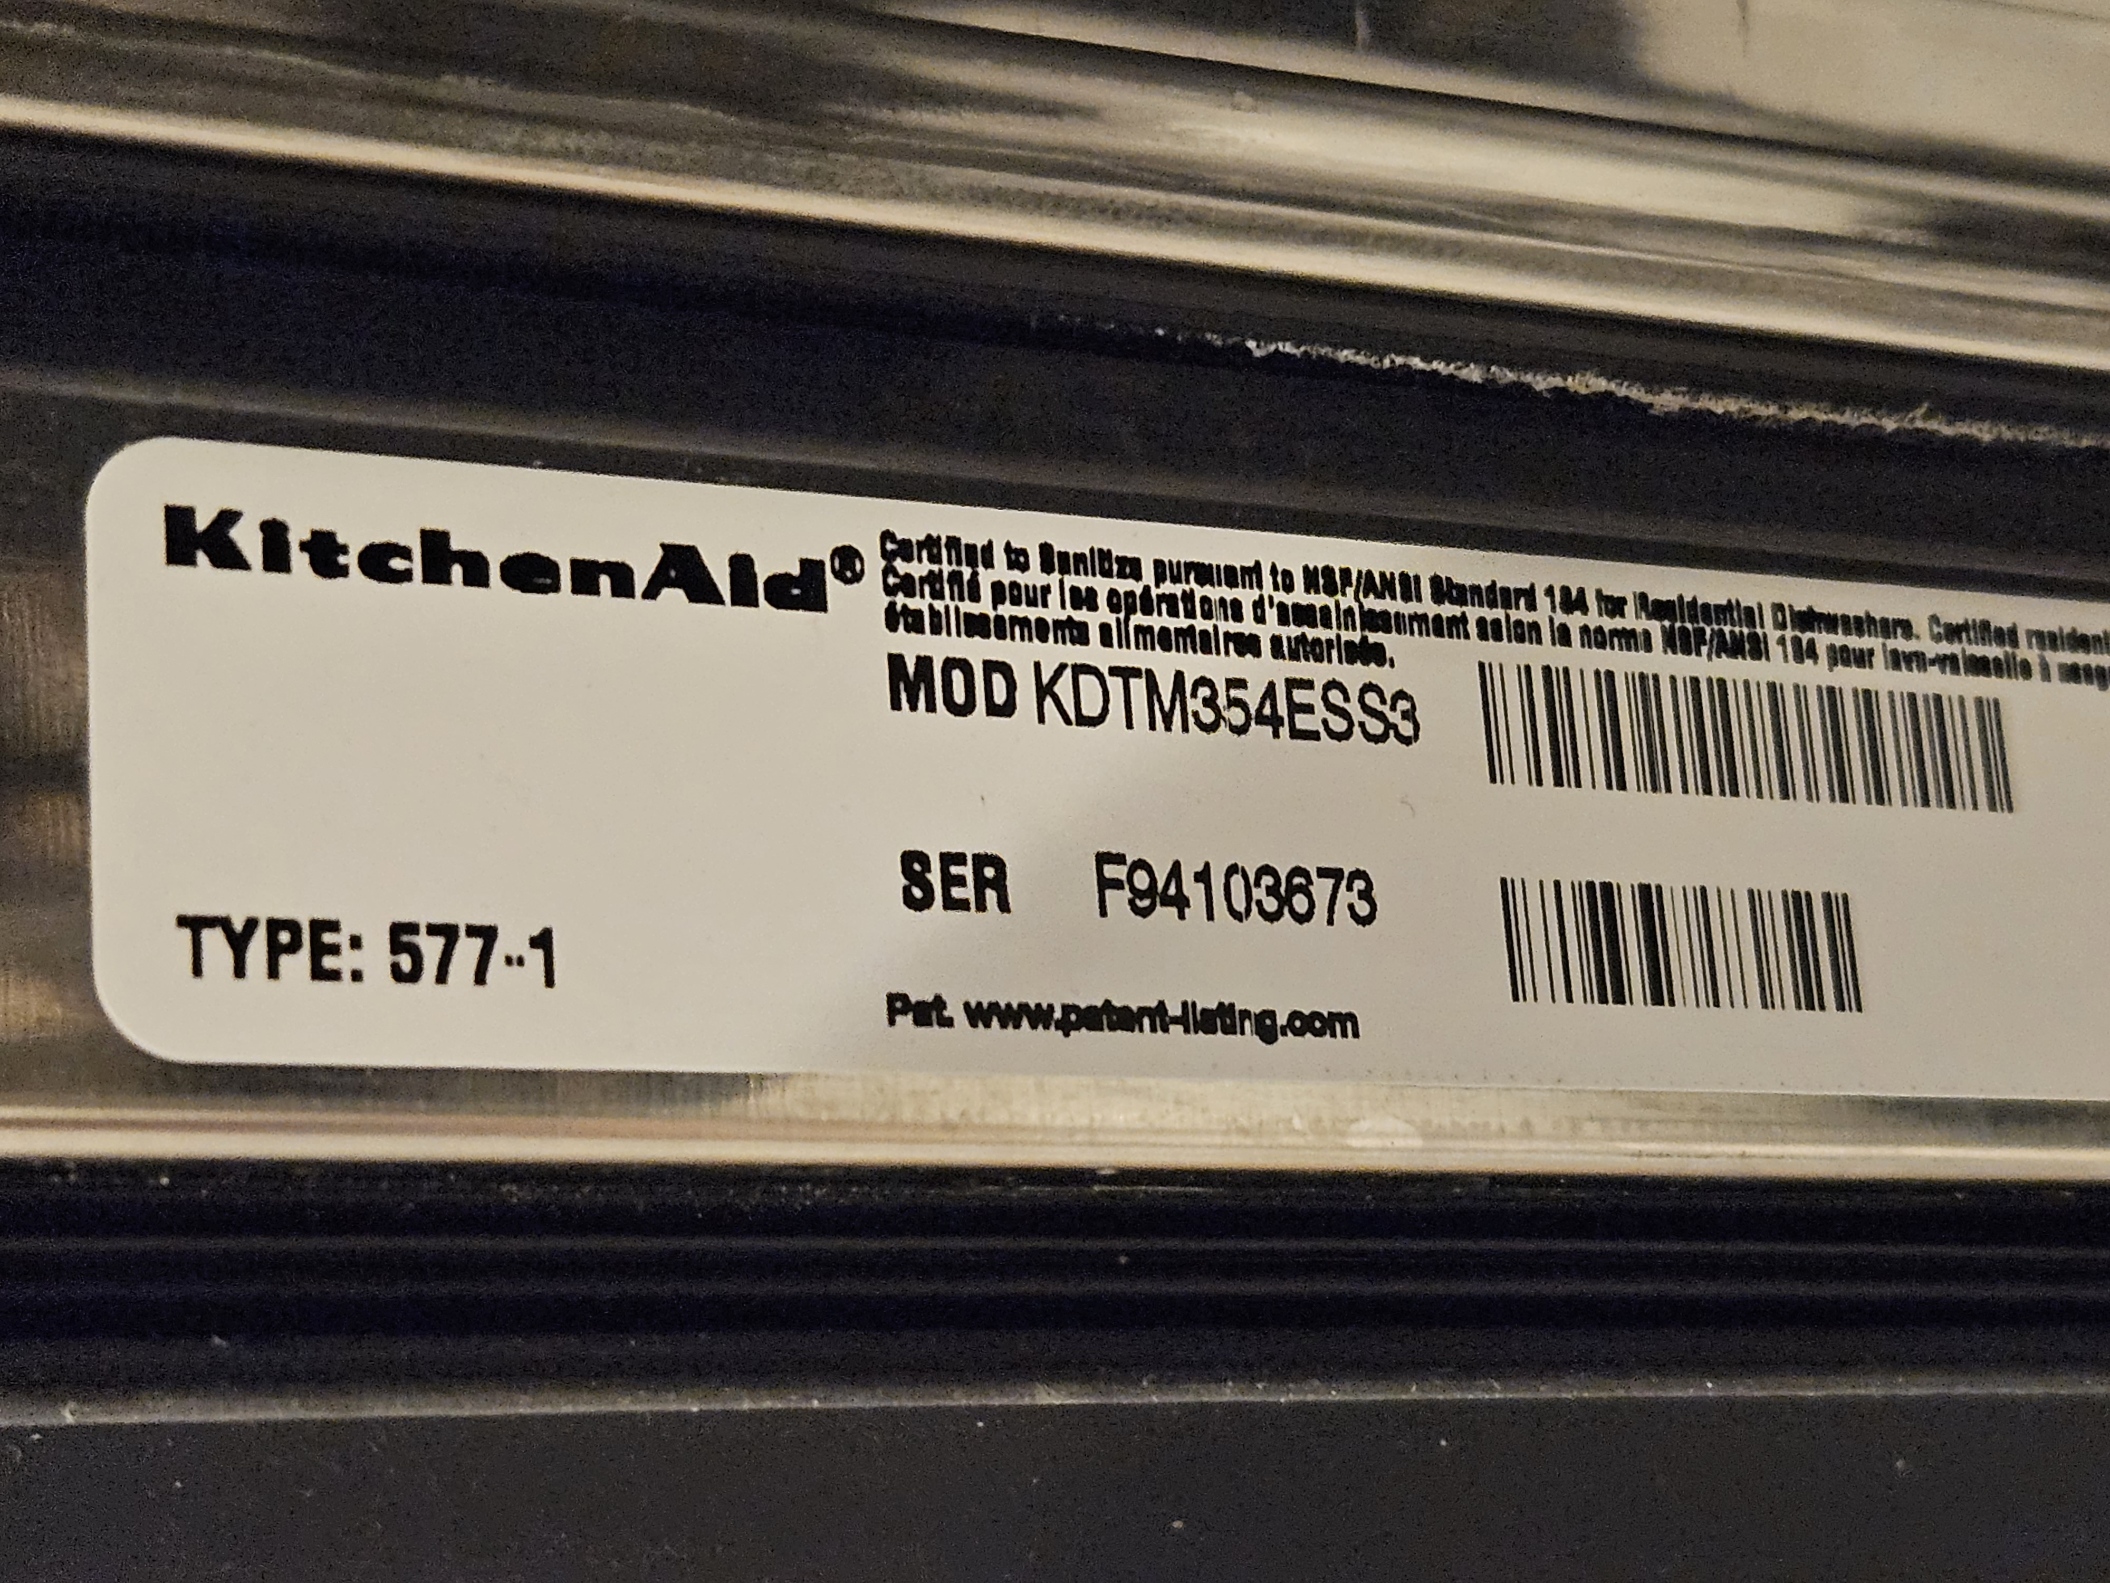 KitchenAid®
Certified to Sanitize pursuant to NSF/ANSI Standard 184 for Residential Dishwashers. Certified
Certifié pour les opérations d'assainissement selon la norme NSF/ANSI 184 pour lave-vaisselle à
établissements alimentaires autorisés.
MOD KDTM354ESS3
SER F94103673
TYPE: 577-1
Pat. www.patent-listing.com